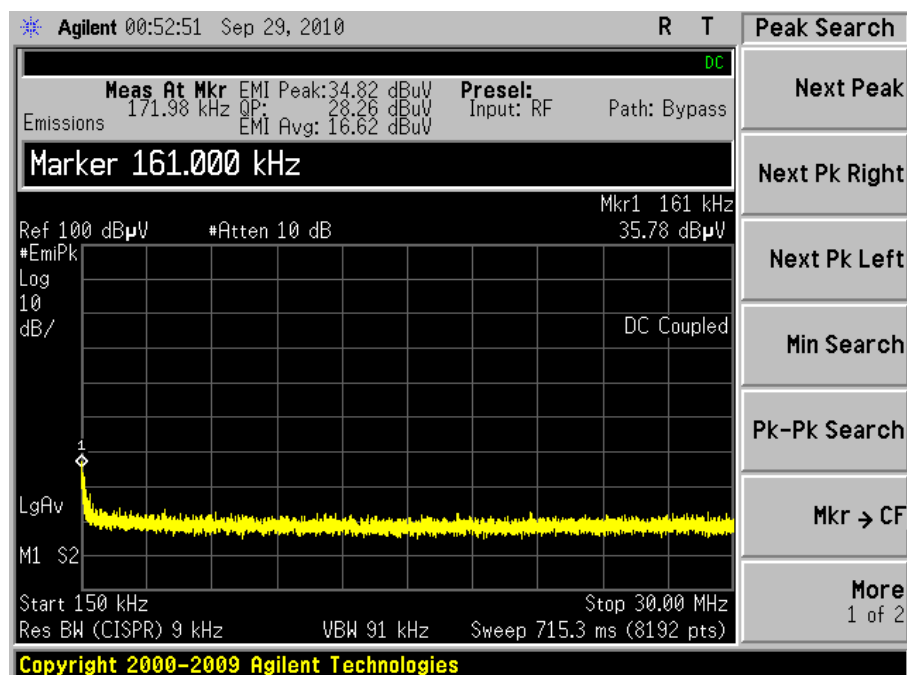 Agilent 00:52:51 Sep 29, 2010 R T Peak Search
DC
Meas At Mkr EMI Peak:34.82 dBuV Presel:
171.98 kHz QP: 28.26 dBuV Input: RF Path: Bypass
Emissions EMI Avg: 16.62 dBuV
Marker 161.000 kHz
Mkr1 161 kHz
Ref 100 dBµV #Atten 10 dB 35.78 dBµV
#EmiPk
Log
10
dB/
DC Coupled
1
LgAv
M1 S2
Start 150 kHz Stop 30.00 MHz
Res BW (CISPR) 9 kHz VBW 91 kHz Sweep 715.3 ms (8192 pts)
Copyright 2000-2009 Agilent Technologies
Next Peak
Next Pk Right
Next Pk Left
Min Search
Pk-Pk Search
Mkr → CF
More
1 of 2